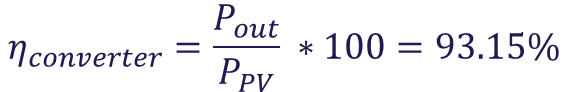 η_converter = P_out / P_PV * 100 = 93.15%